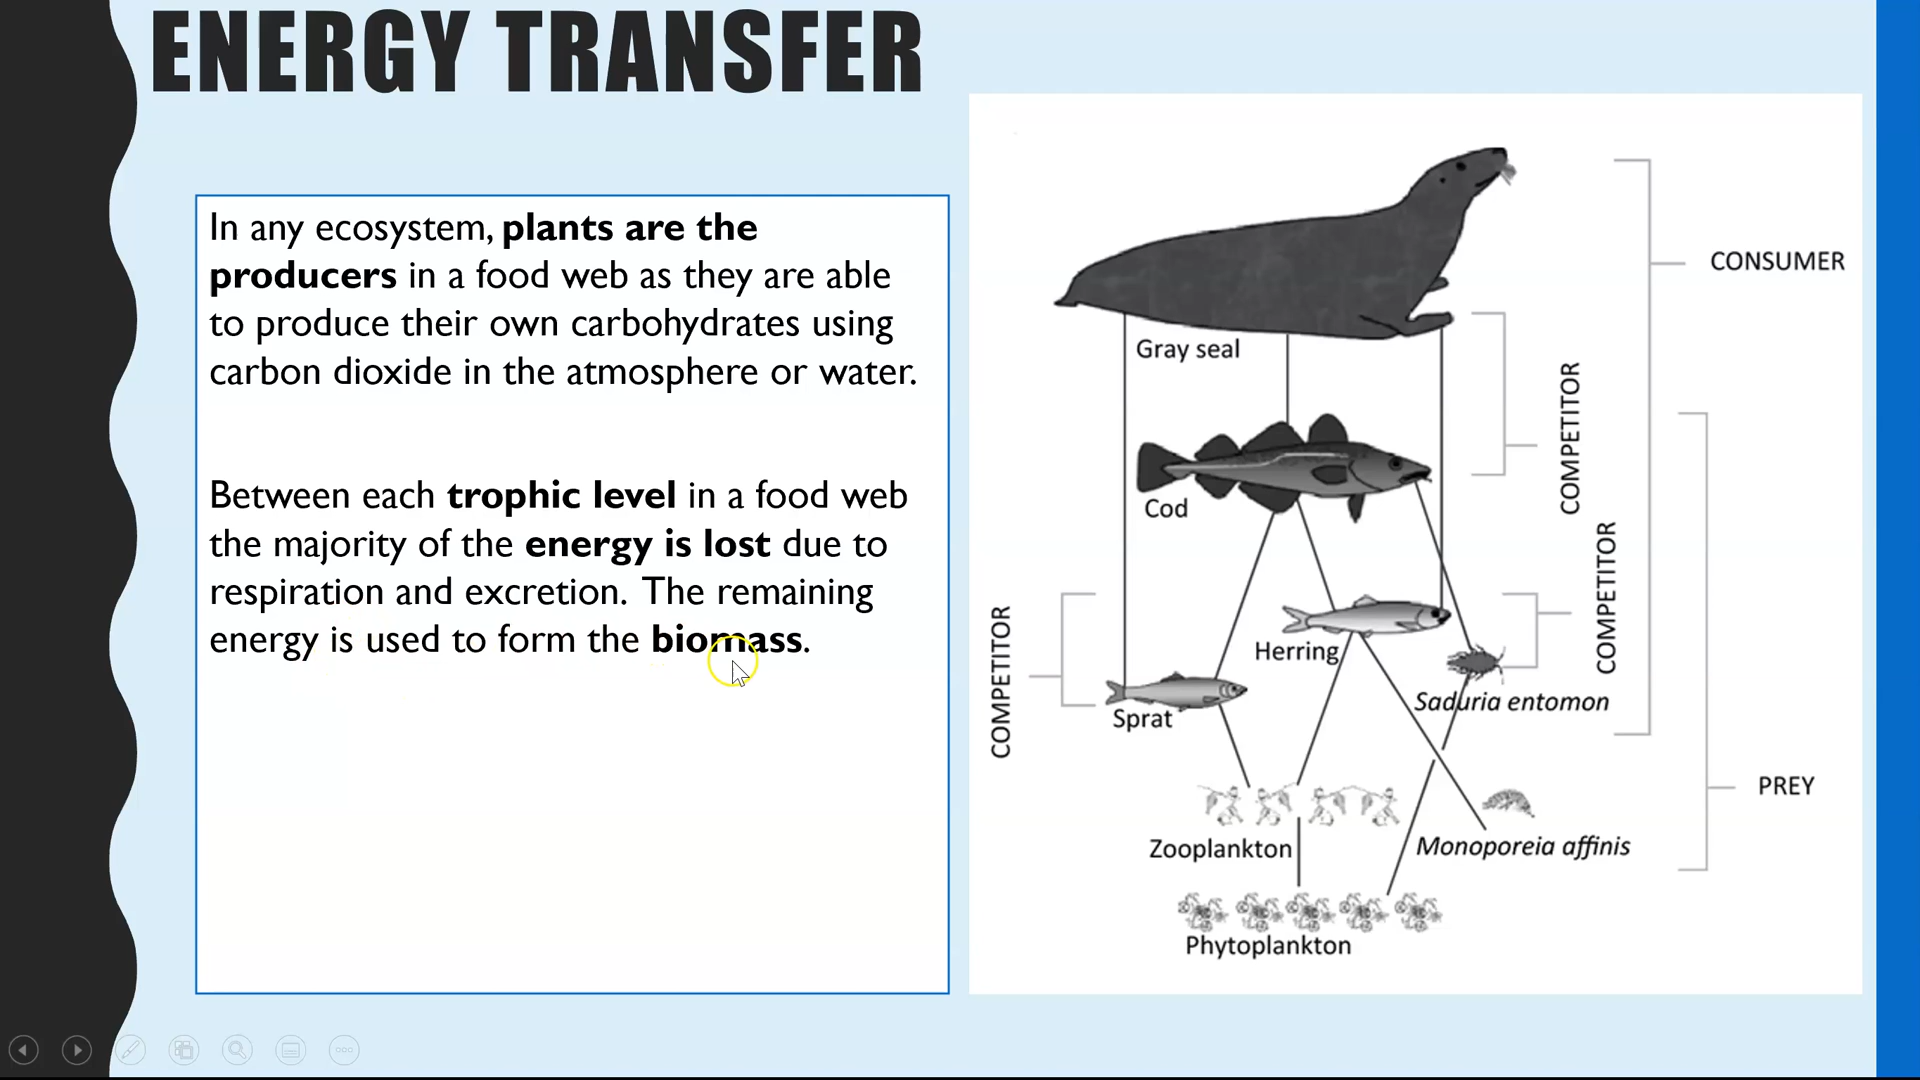 ENERGY TRANSFER
In any ecosystem, plants are the
producers in a food web as they are able
to produce their own carbohydrates using
carbon dioxide in the atmosphere or water.
Between each trophic level in a food web
the majority of the energy is lost due to
respiration and excretion. The remaining
energy is used to form the biomass.
CONSUMER
Gray seal
COMPETITOR
Cod
COMPETITOR
COMPETITOR
Herring
Saduria entomon
Sprat
PREY
Zooplankton
Monoporeia affinis
Phytoplankton